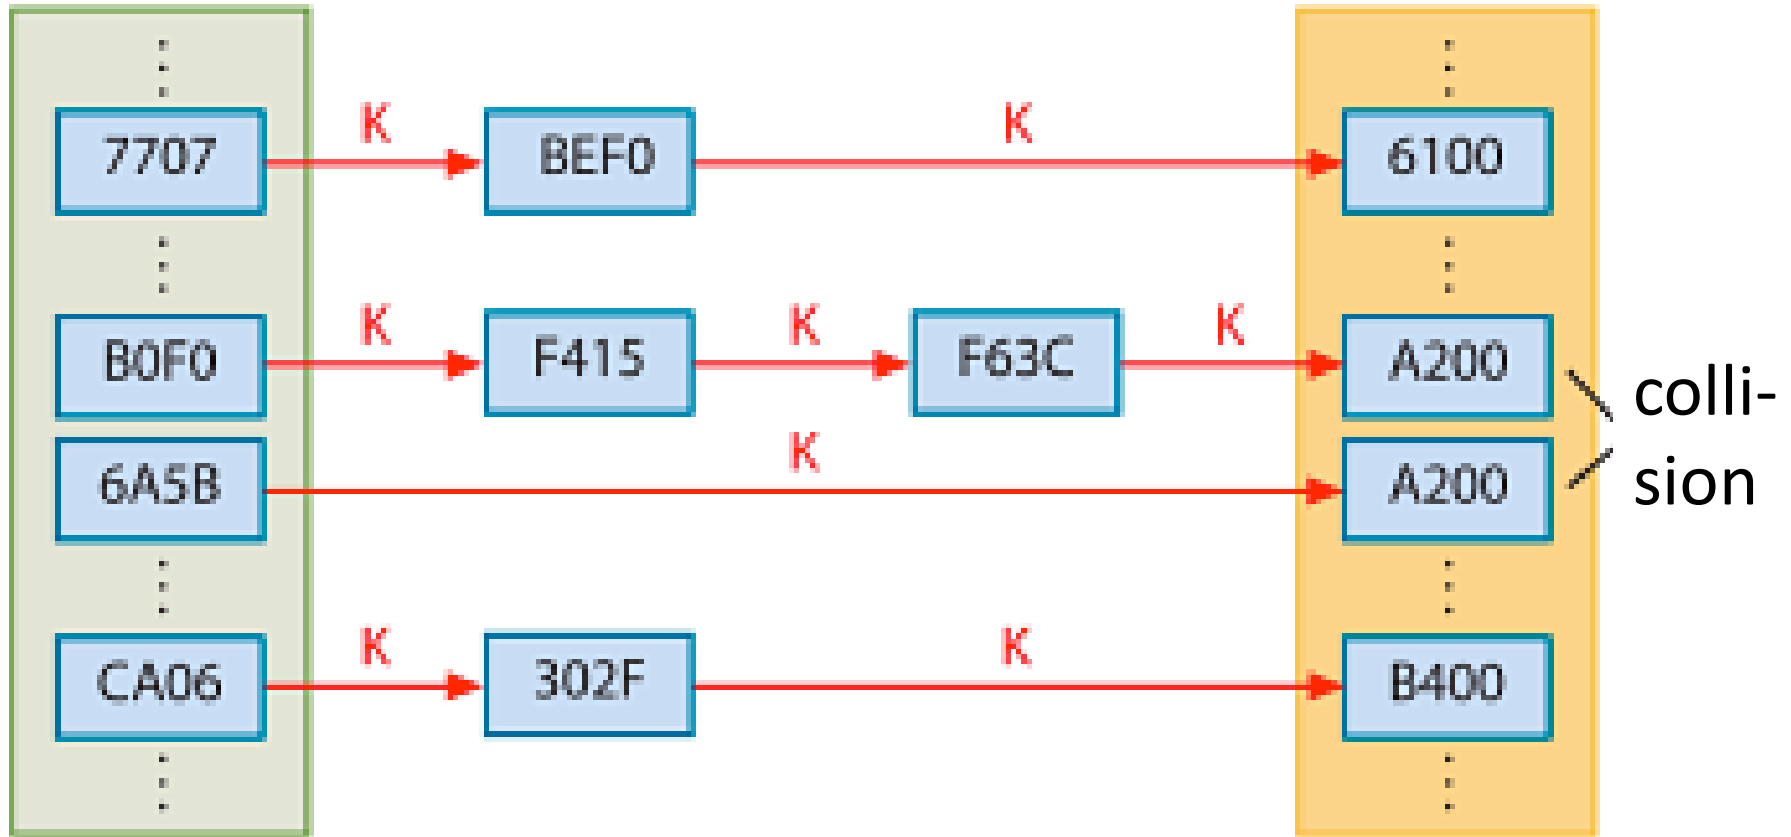 K K
7707 BEF0 6100
K K K
B0F0 F415 F63C A200
colli-
K
6A5B A200
sion
K K
CA06 302F B400